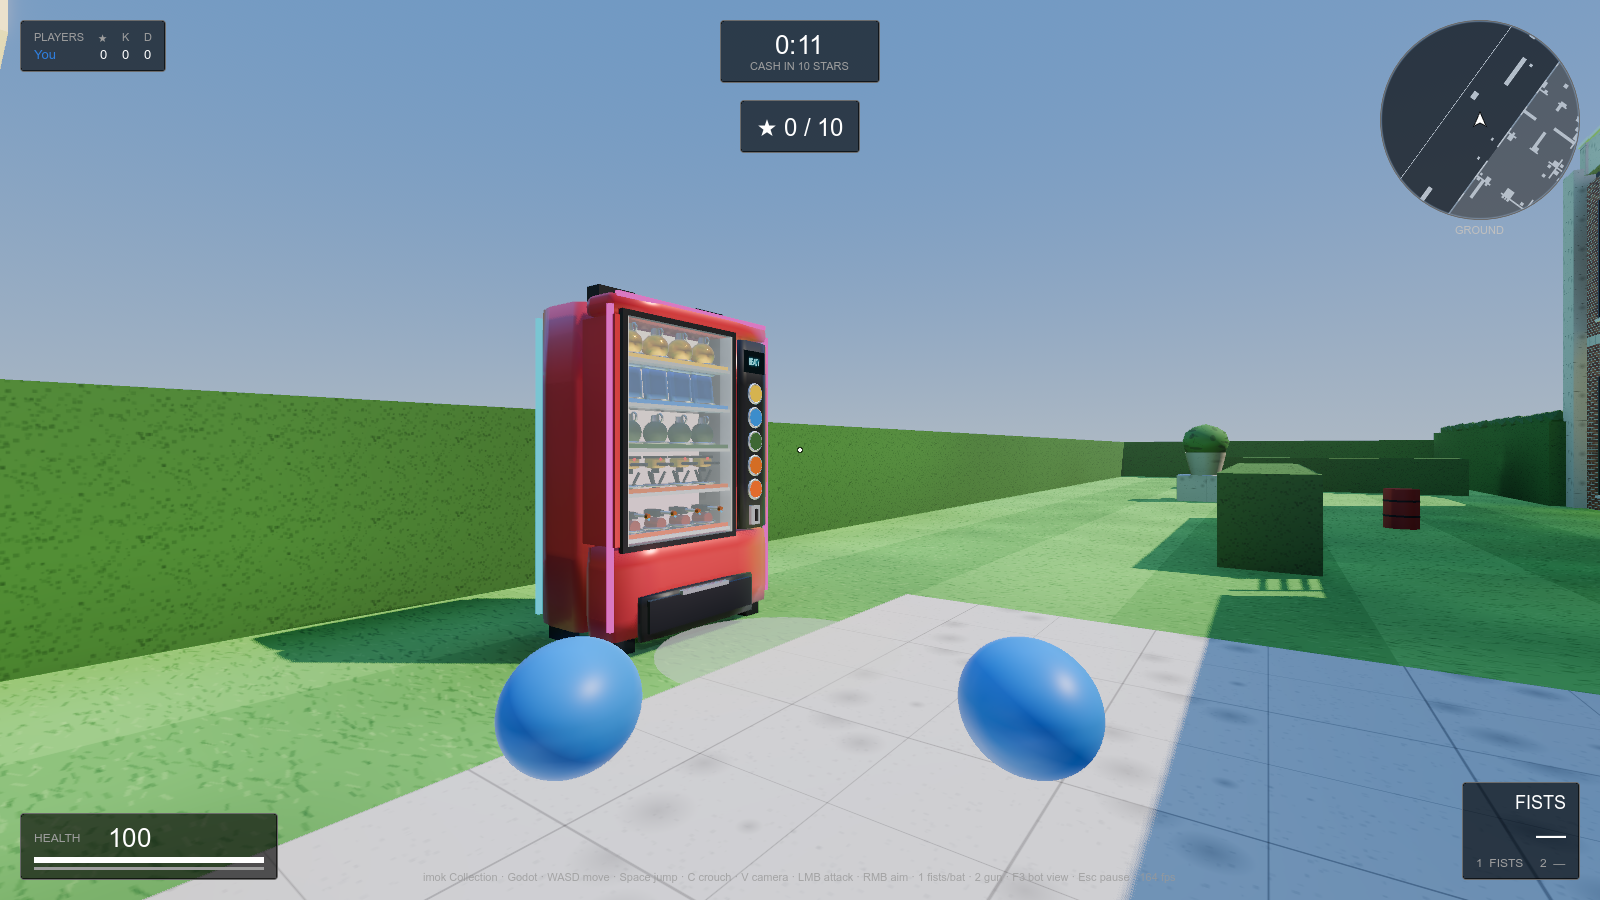 PLAYERS ★ K D
You 0 0 0
0:11
CASH IN 10 STARS
★ 0 / 10
GROUND
READY
HEALTH 100
FISTS
—
1 FISTS 2 —
imok Collection · Godot · WASD move · Space jump · C crouch · V camera · LMB attack · RMB aim · 1 fists/bat · 2 gun · F3 bot view · Esc pause